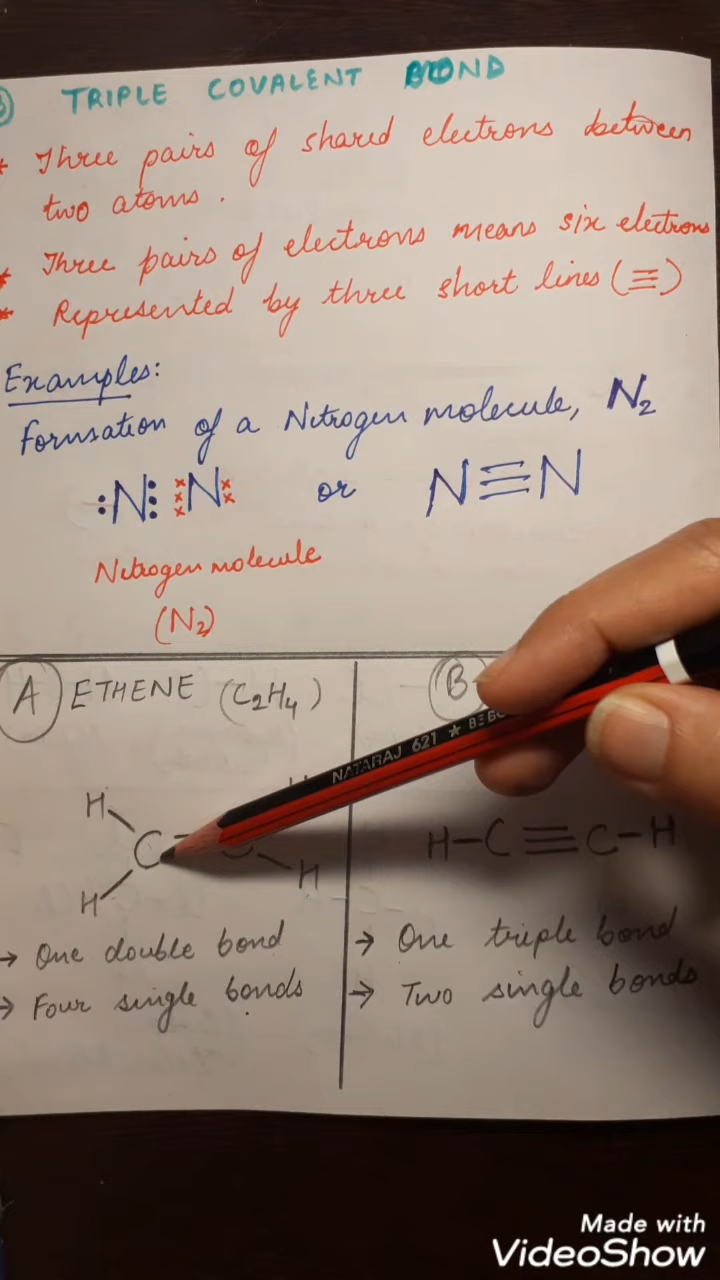 TRIPLE COVALENT BOND
* Three pairs of shared electrons between
two atoms.
* Three pairs of electrons means six electrons
* Represented by three short lines (≡)
Examples:
Formation of a Nitrogen molecule, N₂
:N⋮ ⋮N: or N≡N
Nitrogen molecule
(N₂)
A ETHENE (C₂H₄)
B
NATARAJ 621 ★
H
C
H
H
H-C≡C-H
→ One double bond
→ Four single bonds
→ One triple bond
→ Two single bonds
Made with
VideoShow